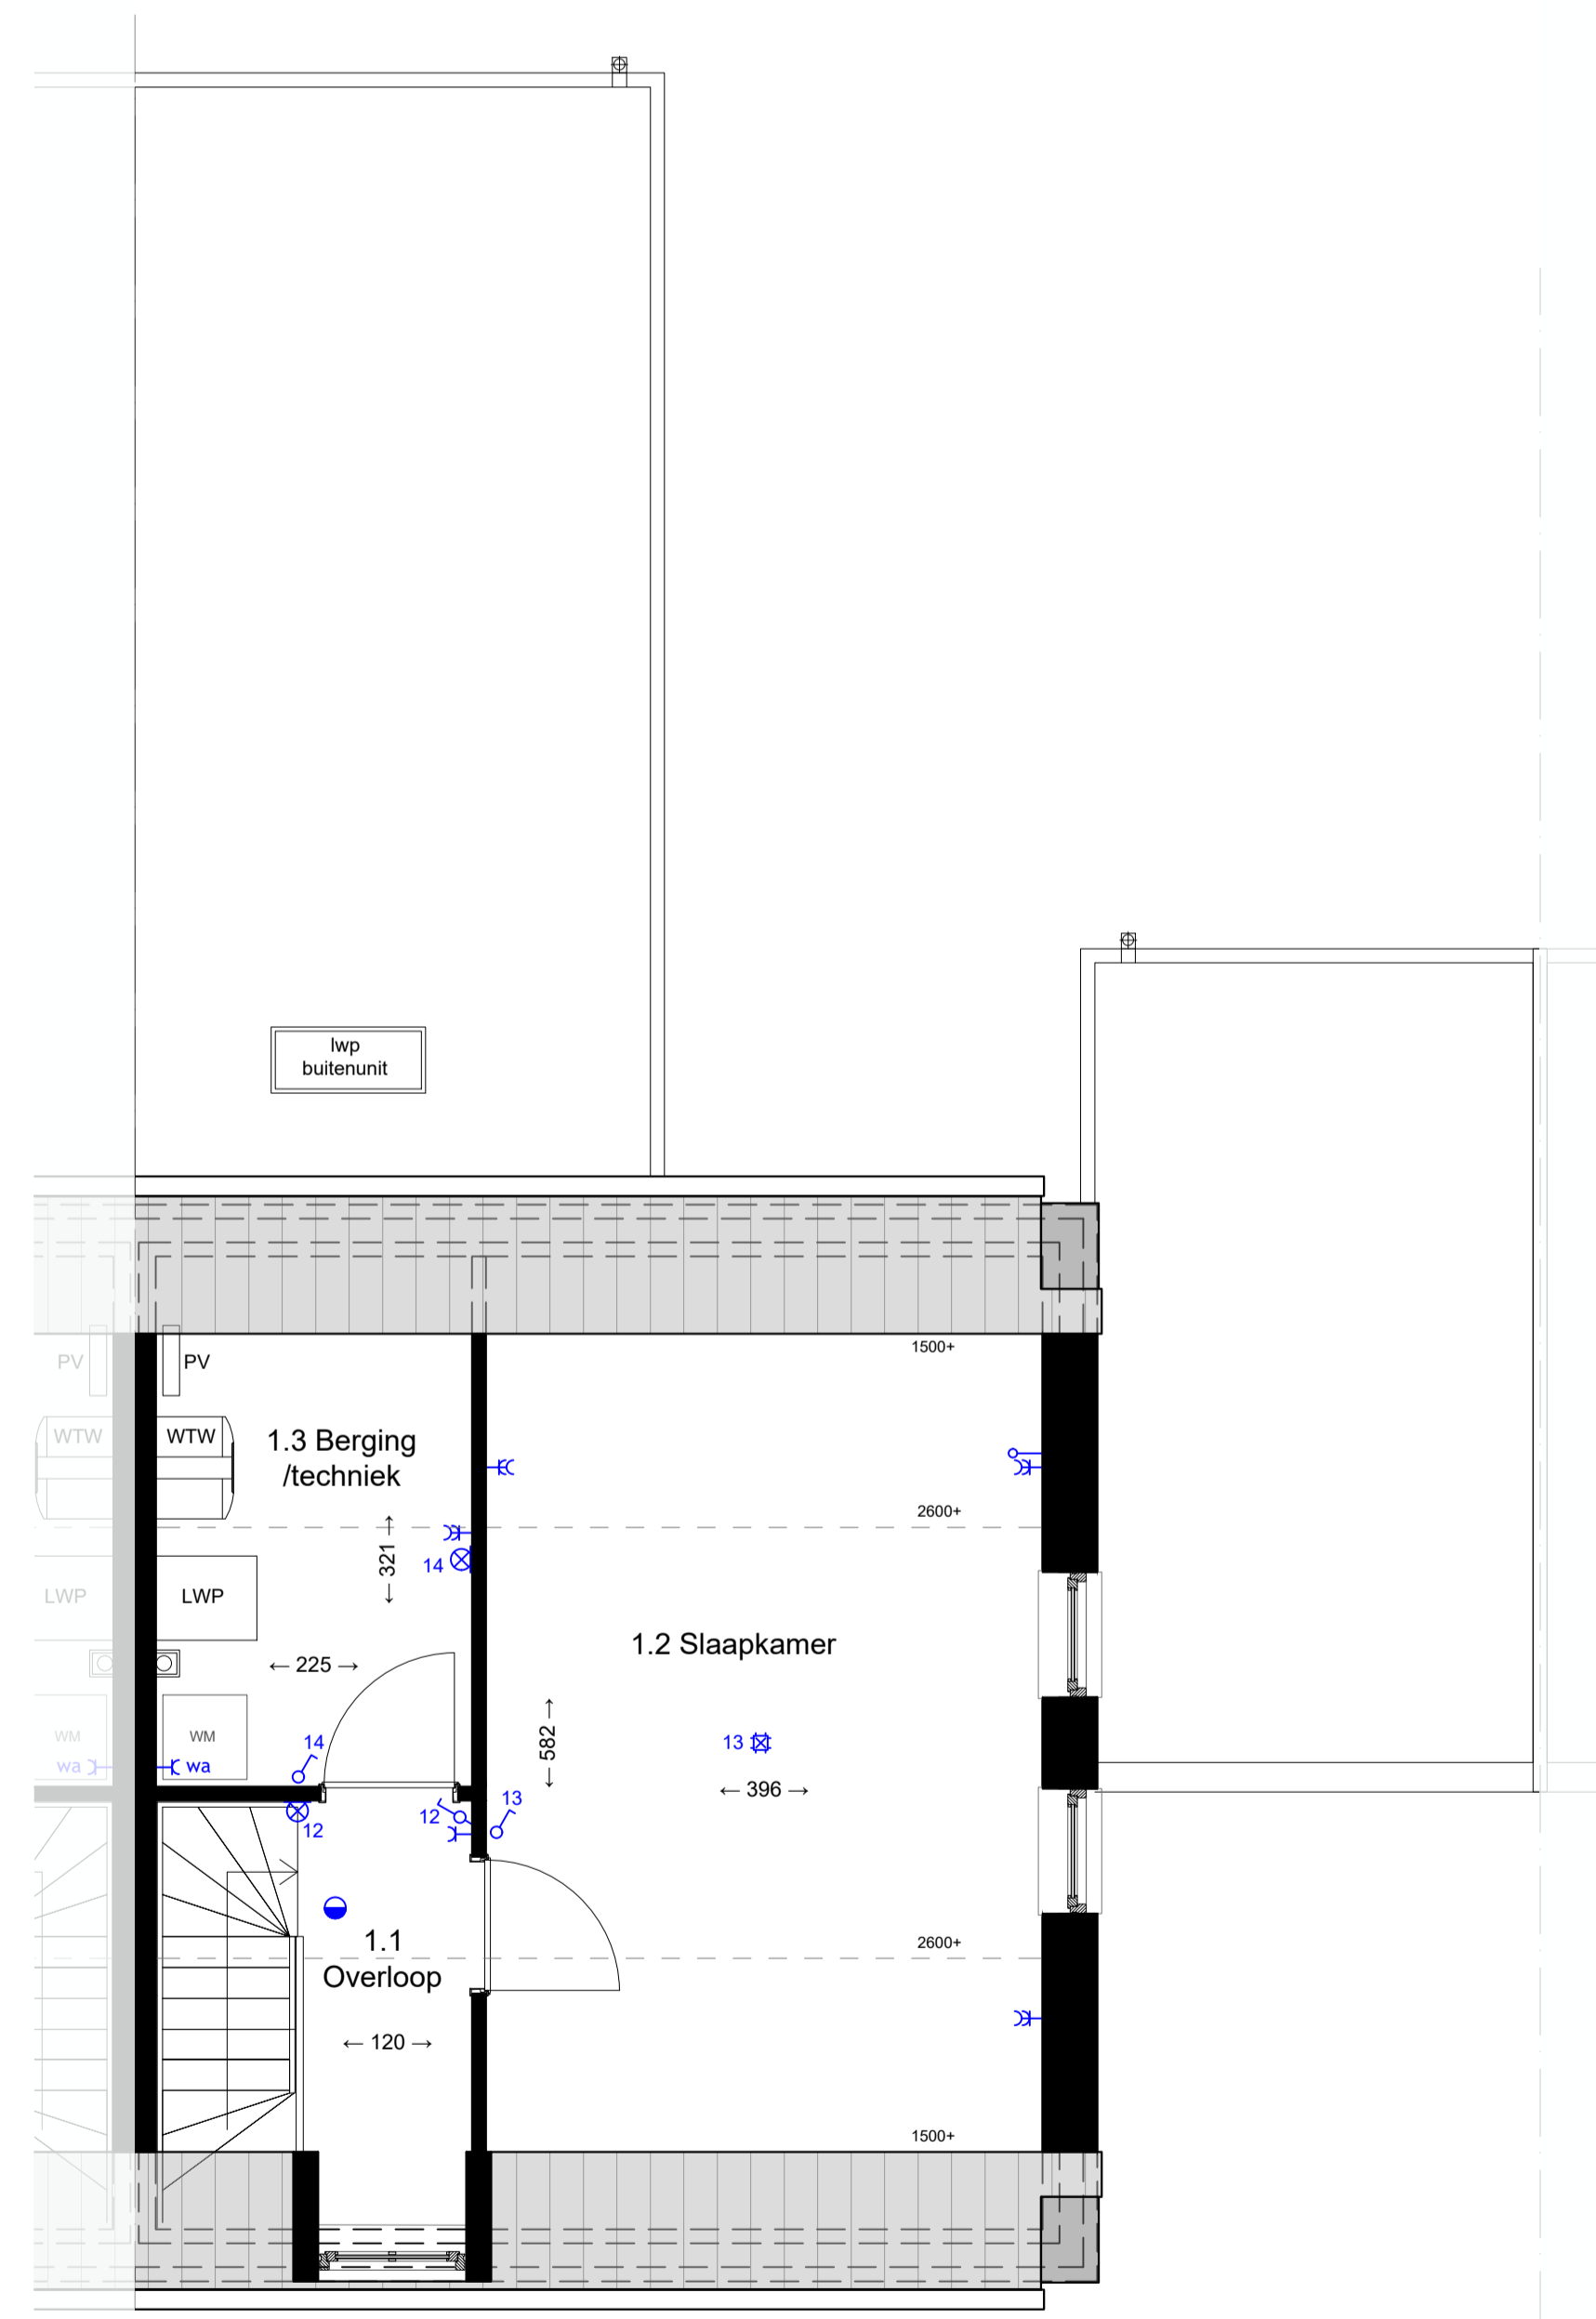 lwp
buitenunit
1500+
PV
PV
WTW
WTW
1.3 Berging
/techniek
2600+
← 321 →
14
LWP
LWP
1.2 Slaapkamer
← 225 →
WM
WM
14
← 582 →
13
wa
wa
← 396 →
13
12
12
1.1
Overloop
2600+
← 120 →
1500+